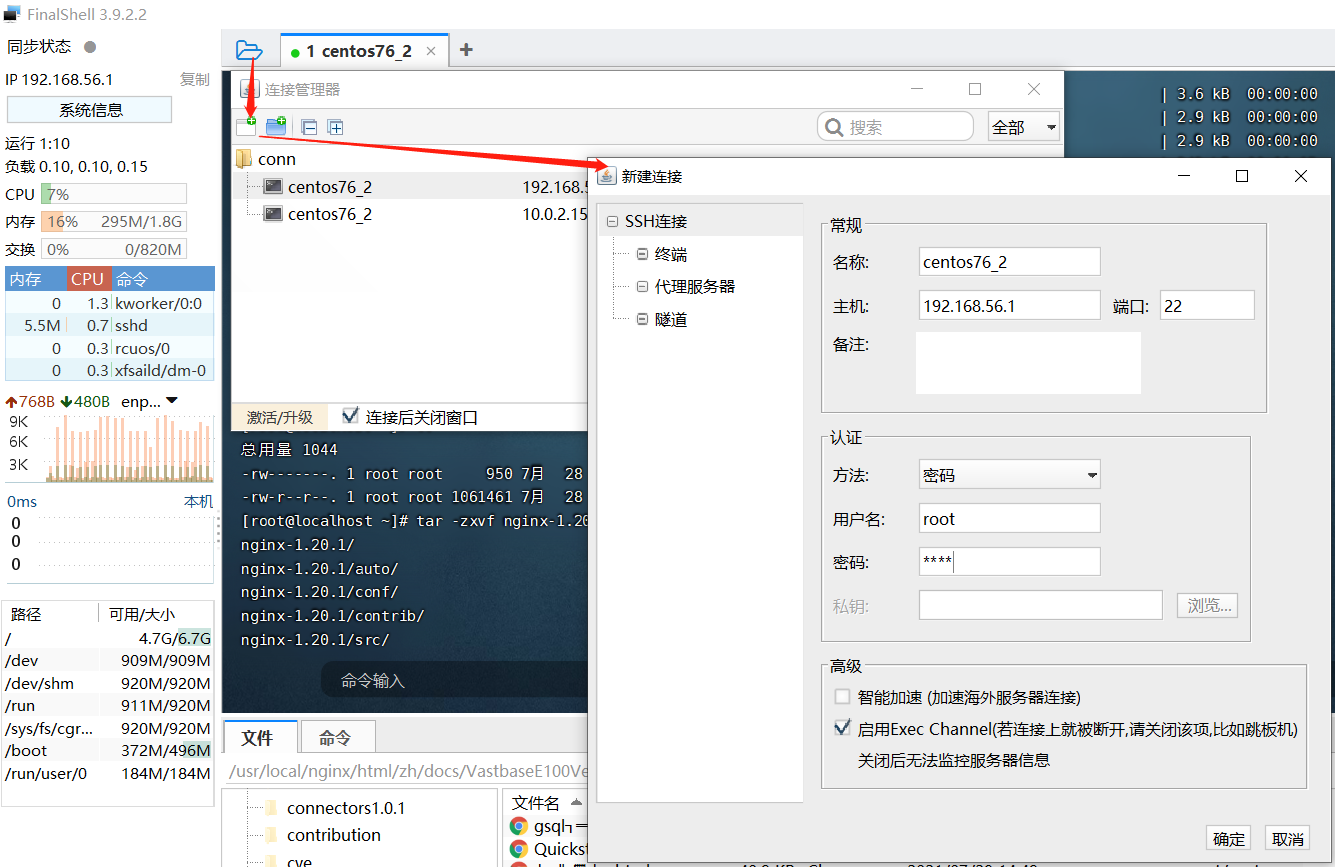 FinalShell 3.9.2.2
同步状态
IP 192.168.56.1 复制
系统信息
运行 1:10
负载 0.10, 0.10, 0.15
CPU 7%
内存 16% 295M/1.8G
交换 0% 0/820M
内存 CPU 命令
0 1.3 kworker/0:0
5.5M 0.7 sshd
0 0.3 rcuos/0
0 0.3 xfsaild/dm-0
768B 480B enp...
9K
6K
3K
0ms 本机
0
0
0
路径 可用/大小
/ 4.7G/6.7G
/dev 909M/909M
/dev/shm 920M/920M
/run 911M/920M
/sys/fs/cgr... 920M/920M
/boot 372M/496M
/run/user/0 184M/184M
1 centos76_2 × +
| 3.6 kB 00:00:00
| 2.9 kB 00:00:00
| 2.9 kB 00:00:00
连接管理器
搜索 全部
conn
centos76_2 192.168.5
centos76_2 10.0.2.15
激活/升级 连接后关闭窗口
总用量 1044
-rw-------. 1 root root 950 7月 28
-rw-r--r--. 1 root root 1061461 7月 28
[root@localhost ~]# tar -zxvf nginx-1.20
nginx-1.20.1/
nginx-1.20.1/auto/
nginx-1.20.1/conf/
nginx-1.20.1/contrib/
nginx-1.20.1/src/
命令输入
文件 命令
/usr/local/nginx/html/zh/docs/VastbaseE100Ve
connectors1.0.1
contribution
cve
文件名
gsql
Quickst
新建连接
SSH连接
终端
代理服务器
隧道
常规
名称: centos76_2
主机: 192.168.56.1 端口: 22
备注:
认证
方法: 密码
用户名: root
密码: ****
私钥: 浏览...
高级
智能加速 (加速海外服务器连接)
启用Exec Channel(若连接上就被断开,请关闭该项,比如跳板机)
关闭后无法监控服务器信息
确定 取消